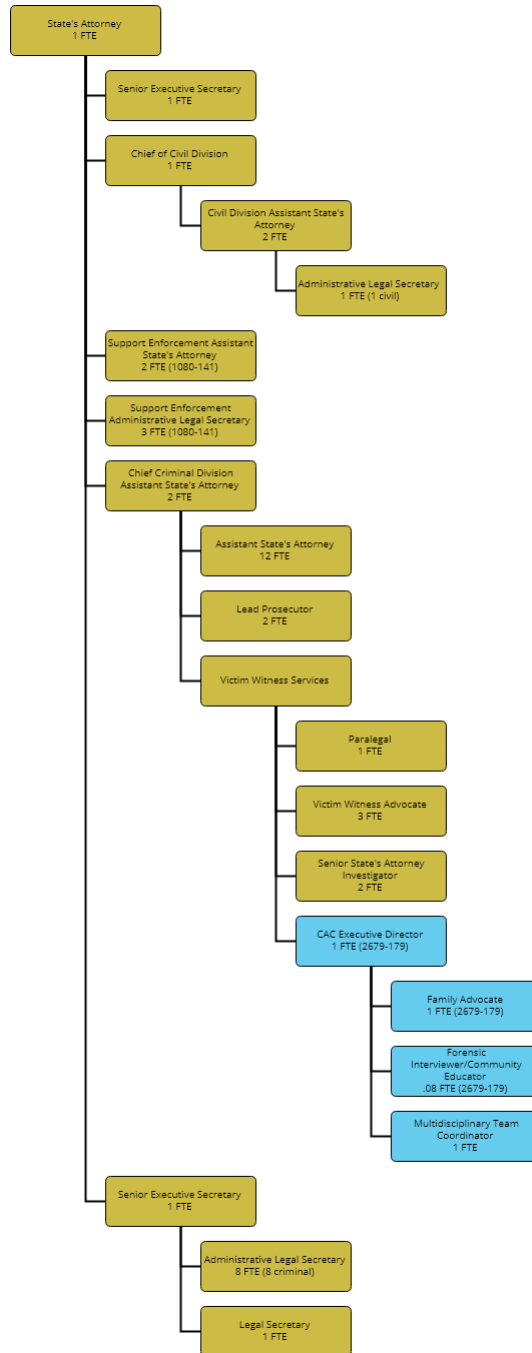 State's Attorney
1 FTE
Senior Executive Secretary
1 FTE
Chief of Civil Division
1 FTE
Civil Division Assistant State's
Attorney
2 FTE
Administrative Legal Secretary
1 FTE (1 civil)
Support Enforcement Assistant
State's Attorney
2 FTE (1080-141)
Support Enforcement
Administrative Legal Secretary
3 FTE (1080-141)
Chief Criminal Division
Assistant State's Attorney
2 FTE
Assistant State's Attorney
12 FTE
Lead Prosecutor
2 FTE
Victim Witness Services
Paralegal
1 FTE
Victim Witness Advocate
3 FTE
Senior State's Attorney
Investigator
2 FTE
CAC Executive Director
1 FTE (2679-179)
Family Advocate
1 FTE (2679-179)
Forensic
Interviewer/Community
Educator
.08 FTE (2679-179)
Multidisciplinary Team
Coordinator
1 FTE
Senior Executive Secretary
1 FTE
Administrative Legal Secretary
8 FTE (8 criminal)
Legal Secretary
1 FTE